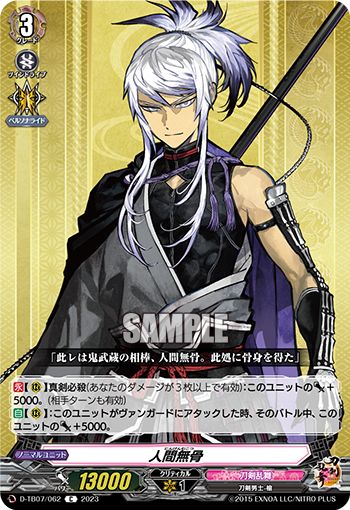 3
グレード
ツインドライブ
ペルソナライド
SAMPLE
「此レは鬼武蔵の相棒、人間無骨。此処に骨身を得た」
永【真剣必殺(あなたのダメージが3枚以上で有効):このユニットの+
5000。(相手ターンも有効)
自【】:このユニットがヴァンガードにアタックした時、そのバトル中、この
ユニットの+5000。
ノーマルユニット
人間無骨
パワー 13000
クリティカル 1
刀剣乱舞
刀剣男士・槍
D-TB07/062 C 2023
©2015 EXNOA LLC/NITRO PLUS